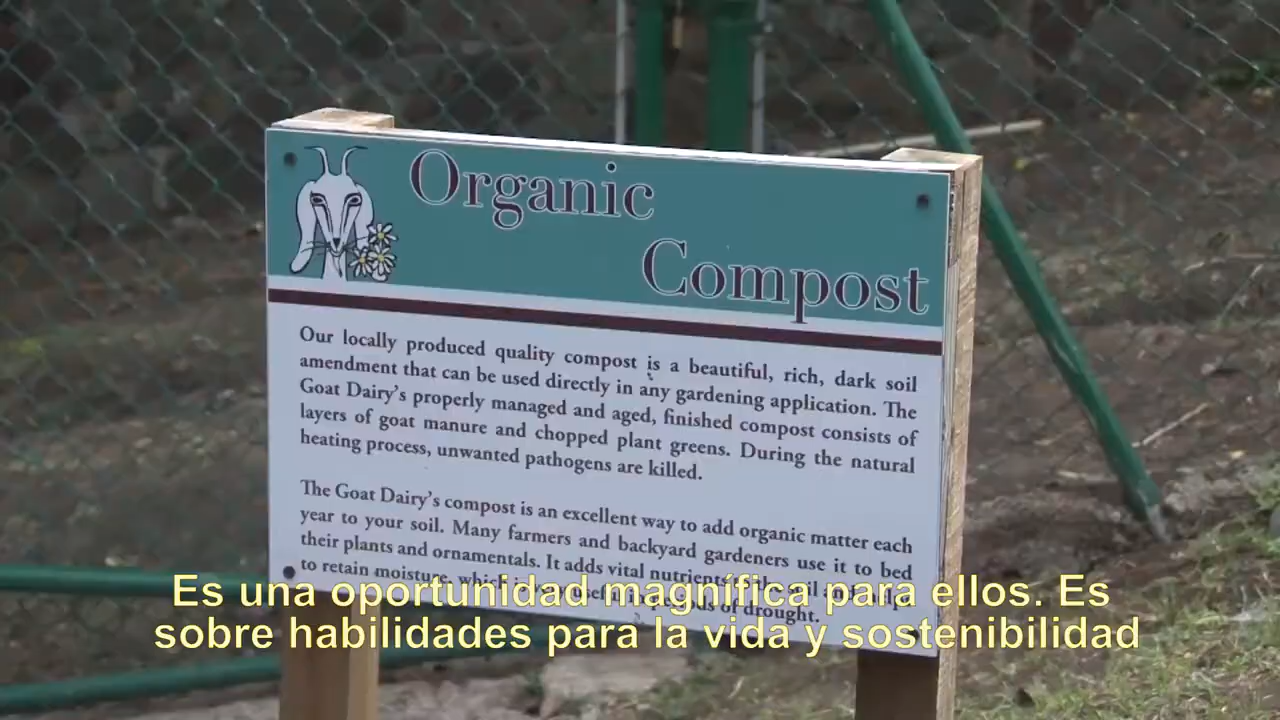 Organic
Compost
Our locally produced quality compost is a beautiful, rich, dark soil
amendment that can be used directly in any gardening application. The
Goat Dairy's properly managed and aged, finished compost consists of
layers of goat manure and chopped plant greens. During the natural
heating process, unwanted pathogens are killed.
The Goat Dairy's compost is an excellent way to add organic matter each
year to your soil. Many farmers and backyard gardeners use it to bed
their plants and ornamentals. It adds vital nutrients
to retain moisture, of drought.
Es una oportunidad magnífica para ellos. Es
sobre habilidades para la vida y sostenibilidad